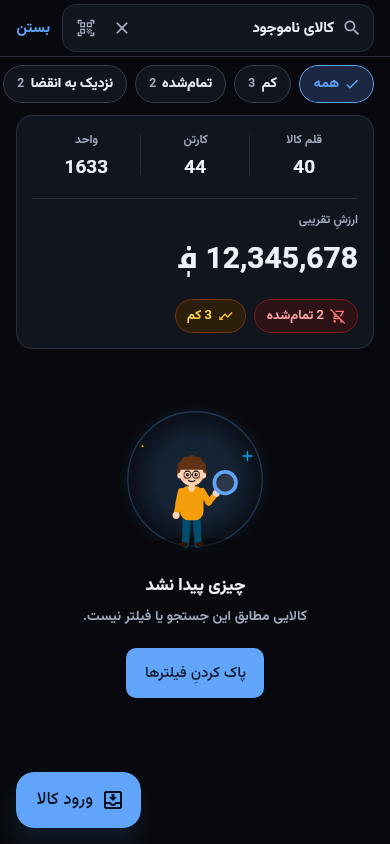 کالای ناموجود
بستن
همه
کم 3
تمام‌شده 2
نزدیک به انقضا 2
قلم کالا
کارتن
واحد
40
44
1633
ارزشِ تقریبی
12,345,678 ؋
2 تمام‌شده
3 کم
چیزی پیدا نشد
کالایی مطابق این جستجو یا فیلتر نیست.
پاک کردنِ فیلترها
ورود کالا